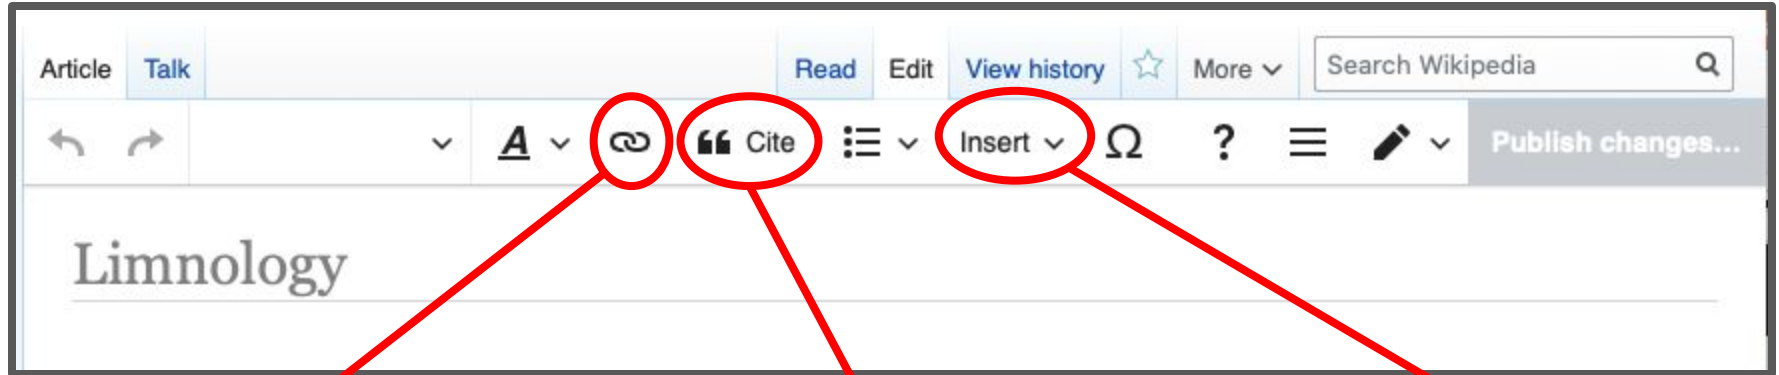 Article Talk Read Edit View history More Search Wikipedia
A Cite Insert Ω ? Publish changes...
Limnology